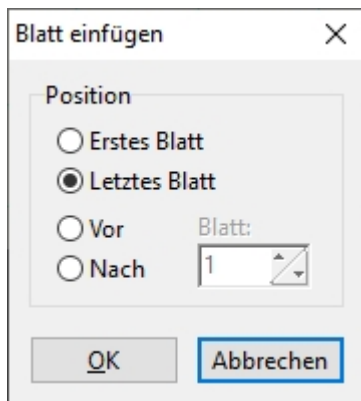 Blatt einfügen
Position
Erstes Blatt
Letztes Blatt
Vor
Blatt:
Nach
1
OK
Abbrechen